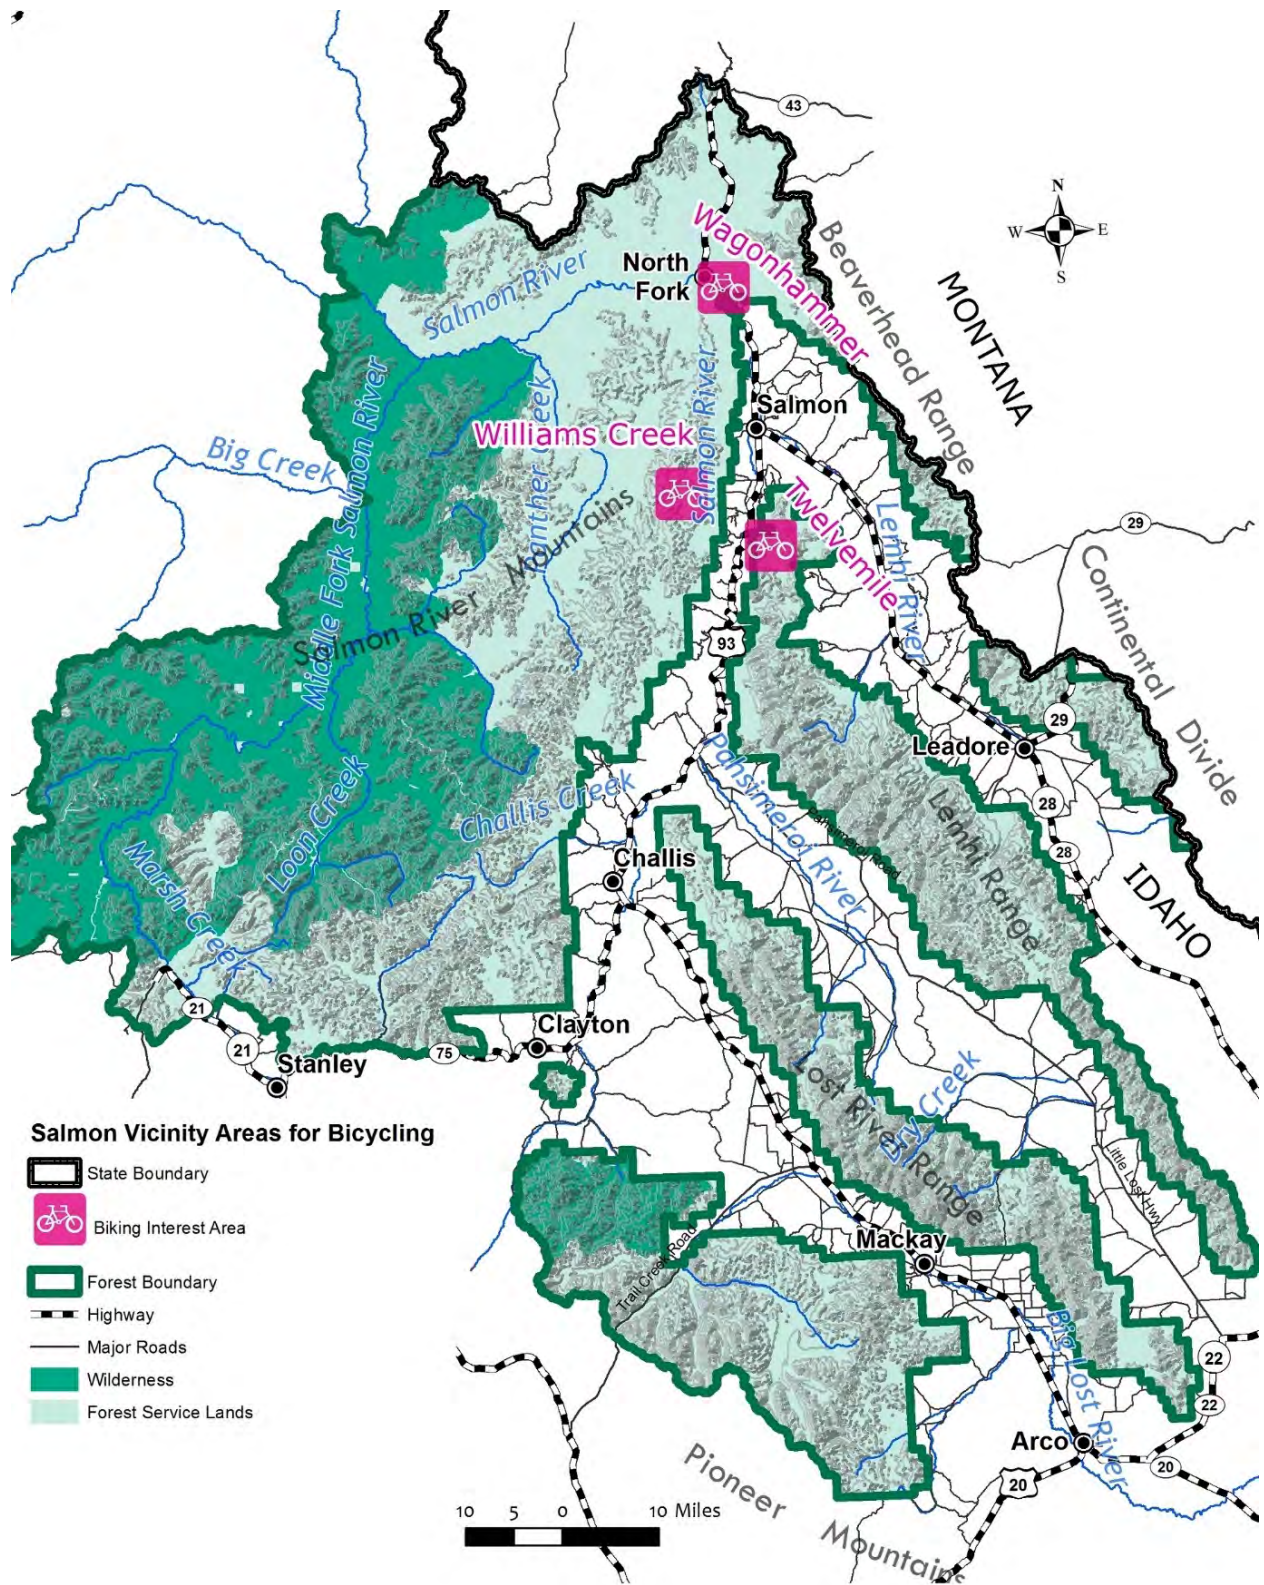 43
N
W E
S
Wagonhammer
Beaverhead Range
MONTANA
North
Fork
Salmon River
Salmon River
Salmon
Williams Creek
Panther Creek
Middle Fork Salmon River
Big Creek
Twelvemile
Lemhi River
29
Continental Divide
Salmon River Mountains
93
29
Leadore
28
28
IDAHO
Pahsimeroi River
Pahsimeroi Road
Lemhi Range
Challis Creek
Loon Creek
Marsh Creek
Challis
21
21
Stanley
75
Clayton
Lost River Range
Dry Creek
Little Lost Hwy
Mackay
Trail Creek Road
Big Lost River
22
22
Arco
20
20
Pioneer Mountains
Salmon Vicinity Areas for Bicycling
State Boundary
Biking Interest Area
Forest Boundary
Highway
Major Roads
Wilderness
Forest Service Lands
10 5 0 10 Miles